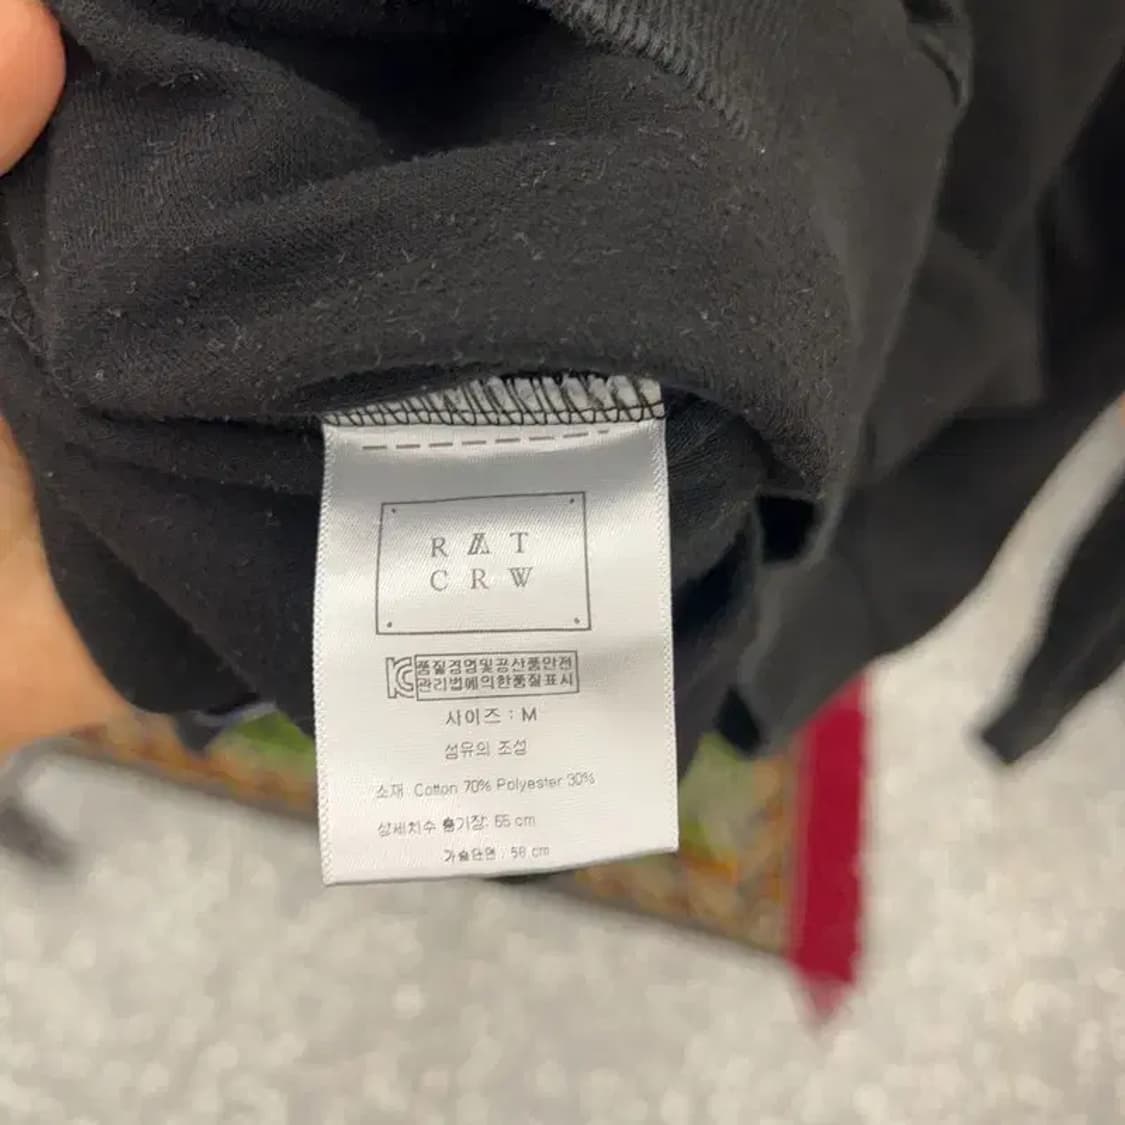 RAT
CRW
KC 품질경영및공산품안전
관리법에의한품질표시
사이즈 : M
섬유의 조성
소재 Cotton 70% Polyester 30%
상세치수 총기장: 65 cm
가슴단면 : 58 cm